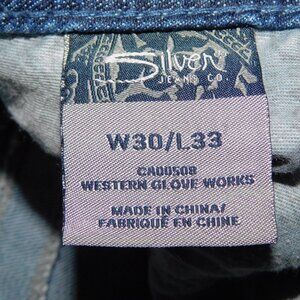 Silver
JEANS CO.
W30/L33
CA00508
WESTERN GLOVE WORKS
MADE IN CHINA/
FABRIQUÉ EN CHINE